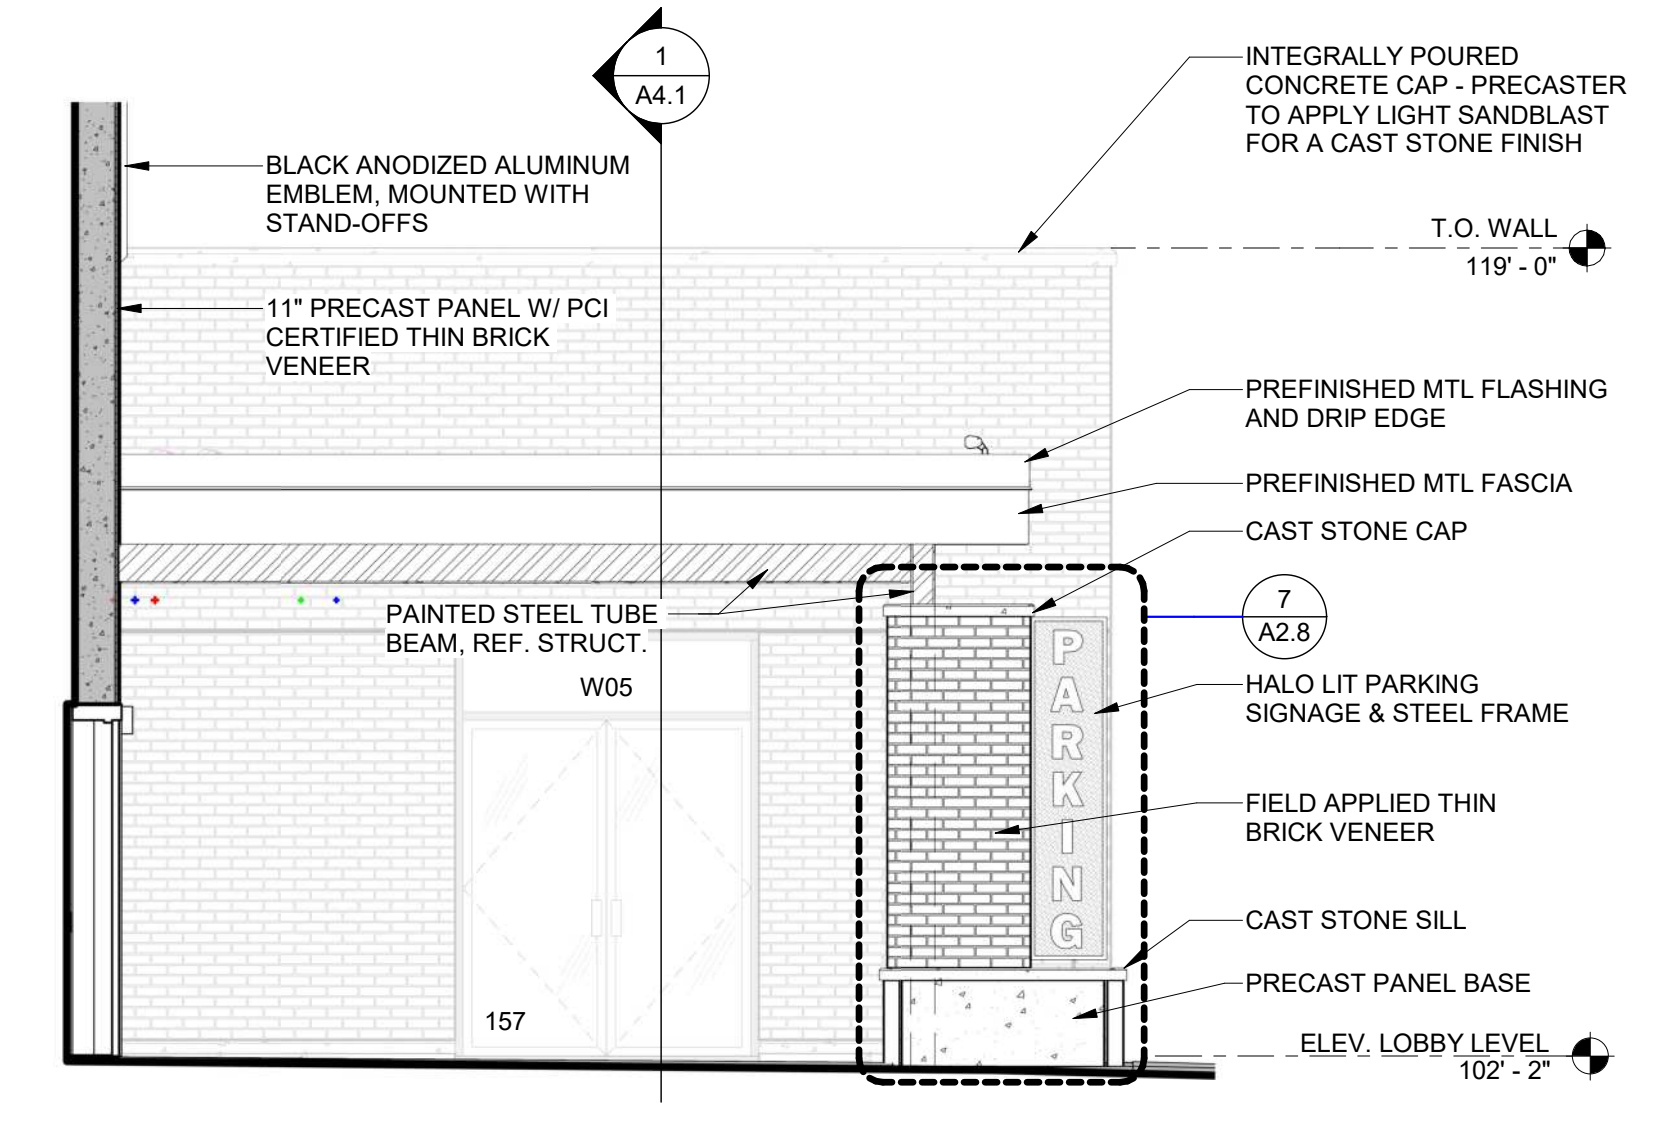 1
A4.1
INTEGRALLY POURED
CONCRETE CAP - PRECASTER
TO APPLY LIGHT SANDBLAST
FOR A CAST STONE FINISH
BLACK ANODIZED ALUMINUM
EMBLEM, MOUNTED WITH
STAND-OFFS
T.O. WALL
119' - 0"
11" PRECAST PANEL W/ PCI
CERTIFIED THIN BRICK
VENEER
PREFINISHED MTL FLASHING
AND DRIP EDGE
PREFINISHED MTL FASCIA
CAST STONE CAP
PAINTED STEEL TUBE
BEAM, REF. STRUCT.
7
A2.8
W05
PARKING
HALO LIT PARKING
SIGNAGE & STEEL FRAME
FIELD APPLIED THIN
BRICK VENEER
CAST STONE SILL
PRECAST PANEL BASE
157
ELEV. LOBBY LEVEL
102' - 2"